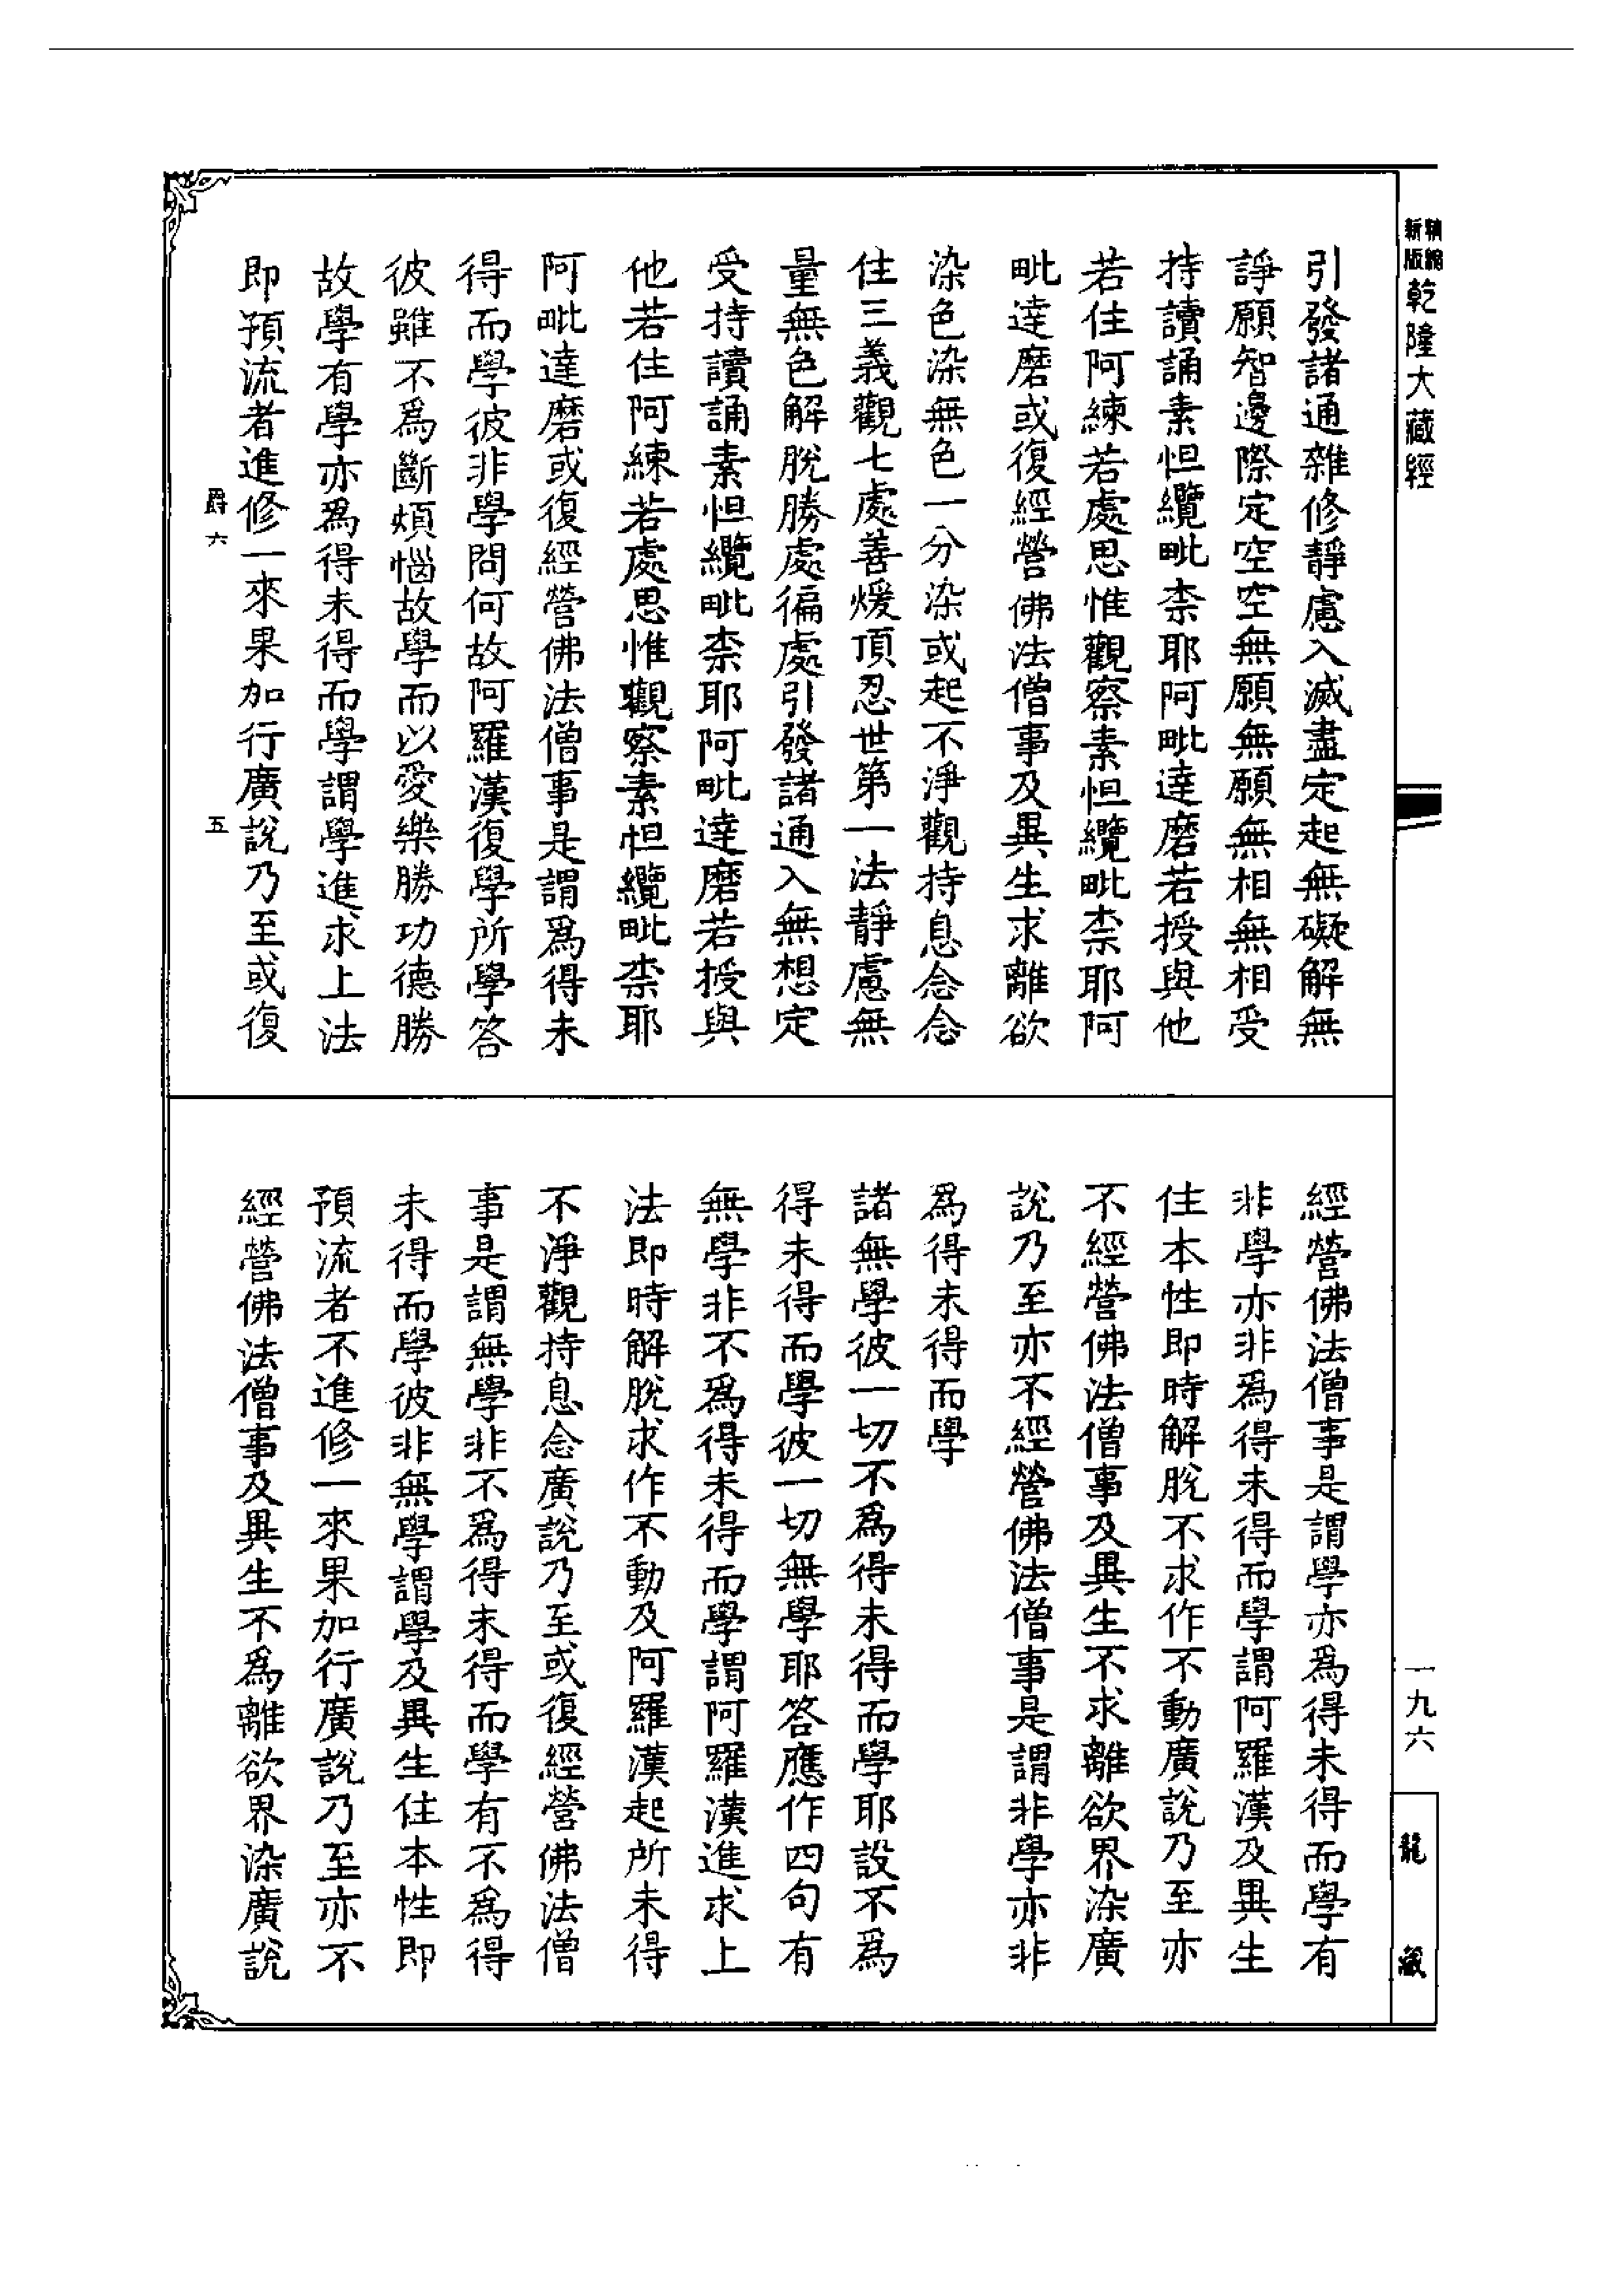 精縮
新版
乾隆大藏經
一九六
龍藏
引發諸通雜修靜慮入滅盡定起無礙解無
諍願智邊際定空空無願無願無相無相受
持讀誦素怛纜毗柰耶阿毗達磨若授與他
若住阿練若處思惟觀察素怛纜毗柰耶阿
毗達磨或復經營佛法僧事及異生求離欲
染色染無色一分染或起不淨觀持息念念
住三義觀七處善煖頂忍世第一法靜慮無
量無色解脫勝處徧處引發諸通入無想定
受持讀誦素怛纜毗柰耶阿毗達磨若授與
他若住阿練若處思惟觀察素怛纜毗柰耶
阿毗達磨或復經營佛法僧事是謂爲得未
得而學彼非學問何故阿羅漢復學所學答
彼雖不爲斷煩惱故學而以愛樂勝功德勝
故學有學亦爲得未得而學謂學進求上法
即預流者進修一來果加行廣說乃至或復
爵六
五
經營佛法僧事是謂學亦爲得未得而學有
非學亦非爲得未得而學謂阿羅漢及異生
住本性即時解脫不求作不動廣說乃至亦
不經營佛法僧事及異生不求離欲界染廣
說乃至亦不經營佛法僧事是謂非學亦非
爲得未得而學
諸無學彼一切不爲得未得而學耶設不爲
得未得而學彼一切無學耶答應作四句有
無學非不爲得未得而學謂阿羅漢進求上
法即時解脫求作不動及阿羅漢起所未得
不淨觀持息念廣說乃至或復經營佛法僧
事是謂無學非不爲得未得而學有不爲得
未得而學彼非無學謂學及異生住本性即
預流者不進修一來果加行廣說乃至亦不
經營佛法僧事及異生不爲離欲界染廣說